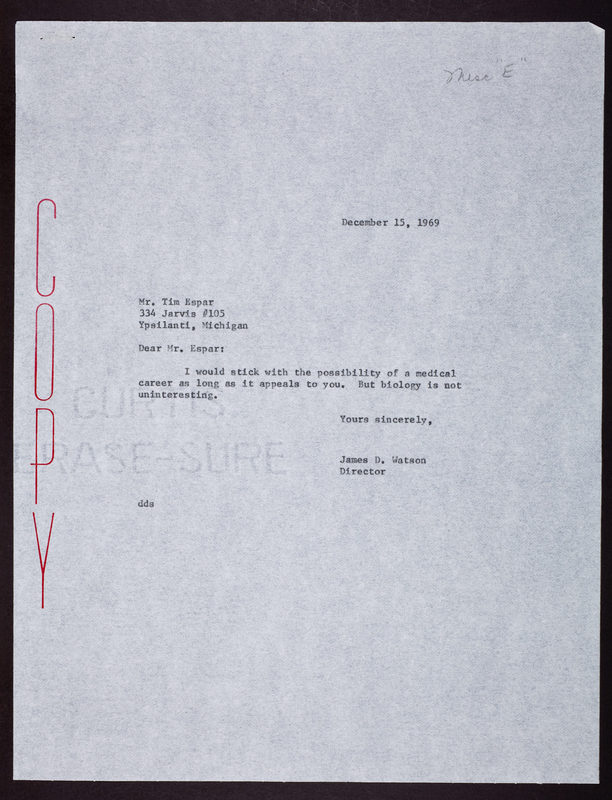 Misc "E"
COPY
December 15, 1969
Mr. Tim Espar
334 Jarvis #105
Ypsilanti, Michigan
Dear Mr. Espar:
I would stick with the possibility of a medical
career as long as it appeals to you. But biology is not
uninteresting.
CURTIS
ERASE-SURE
Yours sincerely,
James D. Watson
Director
dds